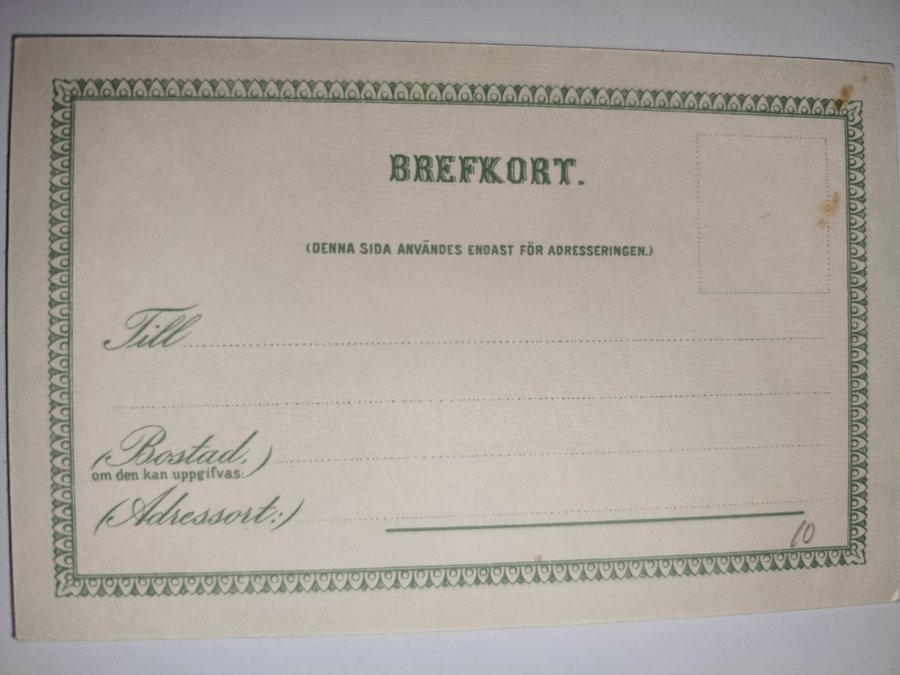 BREFKORT.
(DENNA SIDA ANVÄNDES ENDAST FÖR ADRESSERINGEN.)
Till
(Bostad,)
om den kan uppgifvas:
(Adressort:)
10